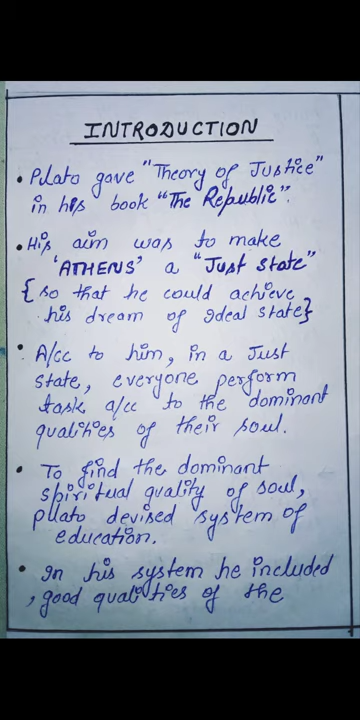 INTRODUCTION
• Plato gave "Theory of Justice"
in his book "The Republic".
• His aim was to make
'ATHENS' a "Just State"
{so that he could achieve
his dream of Ideal state}
• A/cc to him, in a Just
state, everyone perform
task a/cc to the dominant
qualities of their soul.
• To find the dominant
spiritual quality of soul,
plato devised system of
education.
• In his system he included
, good qualities of the